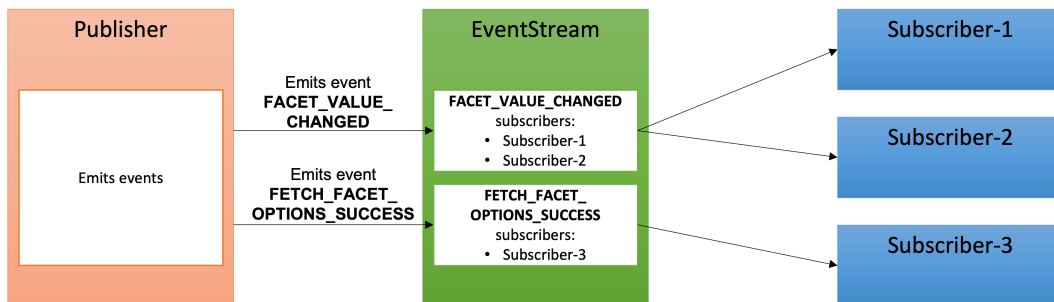 Publisher
Emits events
Emits event
FACET_VALUE_
CHANGED
Emits event
FETCH_FACET_
OPTIONS_SUCCESS
EventStream
FACET_VALUE_CHANGED
subscribers:
• Subscriber-1
• Subscriber-2
FETCH_FACET_
OPTIONS_SUCCESS
subscribers:
• Subscriber-3
Subscriber-1
Subscriber-2
Subscriber-3